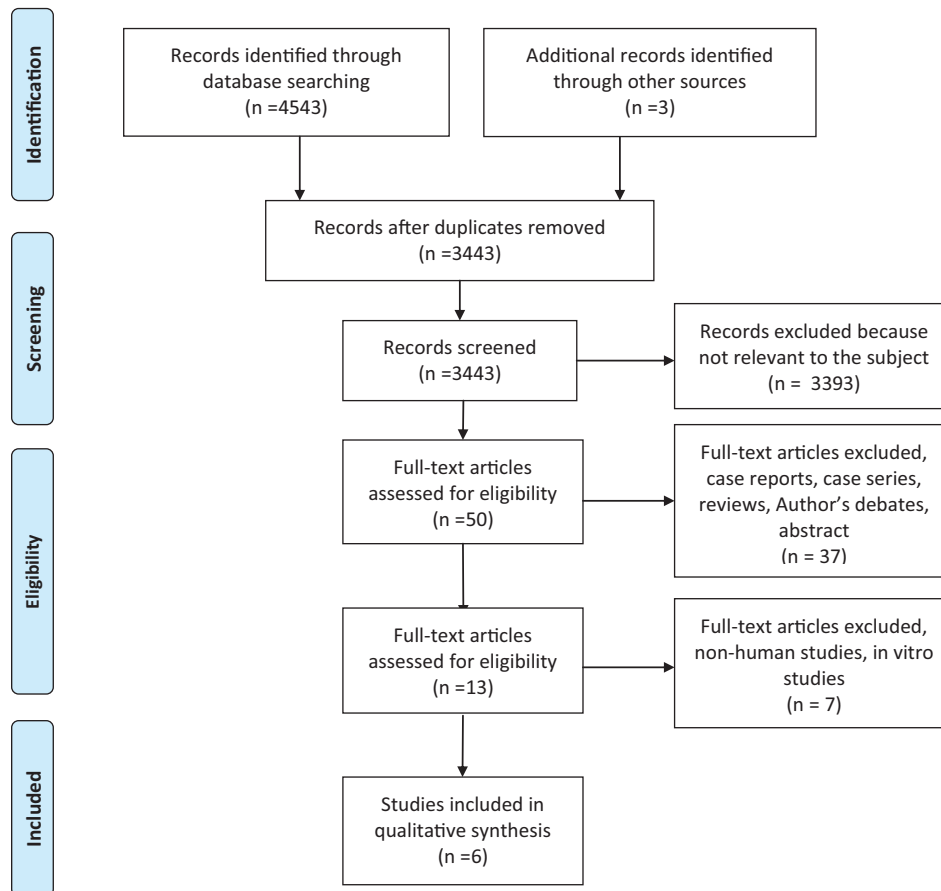 Identification
Records identified through
database searching
(n =4543)
Additional records identified
through other sources
(n =3)
Screening
Records after duplicates removed
(n =3443)
Records screened
(n =3443)
Records excluded because
not relevant to the subject
(n =  3393)
Eligibility
Full-text articles
assessed for eligibility
(n =50)
Full-text articles excluded,
case reports, case series,
reviews, Author’s debates,
abstract
(n = 37)
Full-text articles
assessed for eligibility
(n =13)
Full-text articles excluded,
non-human studies, in vitro
studies
(n = 7)
Included
Studies included in
qualitative synthesis
(n =6)